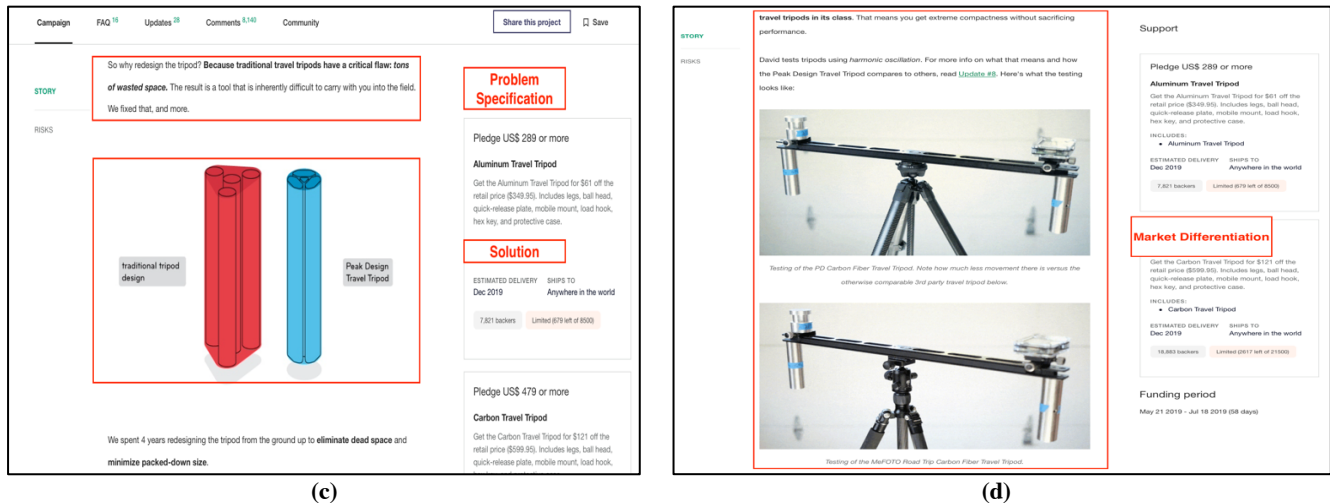 Campaign FAQ 16 Updates 28 Comments 8,140 Community Share this project Save
STORY
RISKS
So why redesign the tripod? Because traditional travel tripods have a critical flaw: tons
of wasted space. The result is a tool that is inherently difficult to carry with you into the field.
We fixed that, and more.
traditional tripod
design
Peak Design
Travel Tripod
We spent 4 years redesigning the tripod from the ground up to eliminate dead space and
minimize packed-down size.
Problem
Specification
Pledge US$ 289 or more
Aluminum Travel Tripod
Get the Aluminum Travel Tripod for $61 off the
retail price ($349.95). Includes legs, ball head,
quick-release plate, mobile mount, load hook,
hex key, and protective case.
Solution
ESTIMATED DELIVERY SHIPS TO
Dec 2019 Anywhere in the world
7,821 backers Limited (679 left of 8500)
Pledge US$ 479 or more
Carbon Travel Tripod
Get the Carbon Travel Tripod for $121 off the
retail price ($599.95). Includes legs, ball head,
quick-release plate, mobile mount, load hook,
(c)
STORY
RISKS
travel tripods in its class. That means you get extreme compactness without sacrificing
performance.
David tests tripods using harmonic oscillation. For more info on what that means and how
the Peak Design Travel Tripod compares to others, read Update #8. Here's what the testing
looks like:
Testing of the PD Carbon Fiber Travel Tripod. Note how much less movement there is versus the
otherwise comparable 3rd party travel tripod below.
Testing of the MeFOTO Road Trip Carbon Fiber Travel Tripod.
Support
Pledge US$ 289 or more
Aluminum Travel Tripod
Get the Aluminum Travel Tripod for $61 off the
retail price ($349.95). Includes legs, ball head,
quick-release plate, mobile mount, load hook,
hex key, and protective case.
INCLUDES:
• Aluminum Travel Tripod
ESTIMATED DELIVERY SHIPS TO
Dec 2019 Anywhere in the world
7,821 backers Limited (679 left of 8500)
Market Differentiation
Get the Carbon Travel Tripod for $121 off the
retail price ($599.95). Includes legs, ball head,
quick-release plate, mobile mount, load hook,
hex key, and protective case.
INCLUDES:
• Carbon Travel Tripod
ESTIMATED DELIVERY SHIPS TO
Dec 2019 Anywhere in the world
18,883 backers Limited (2617 left of 21500)
Funding period
May 21 2019 - Jul 18 2019 (58 days)
(d)